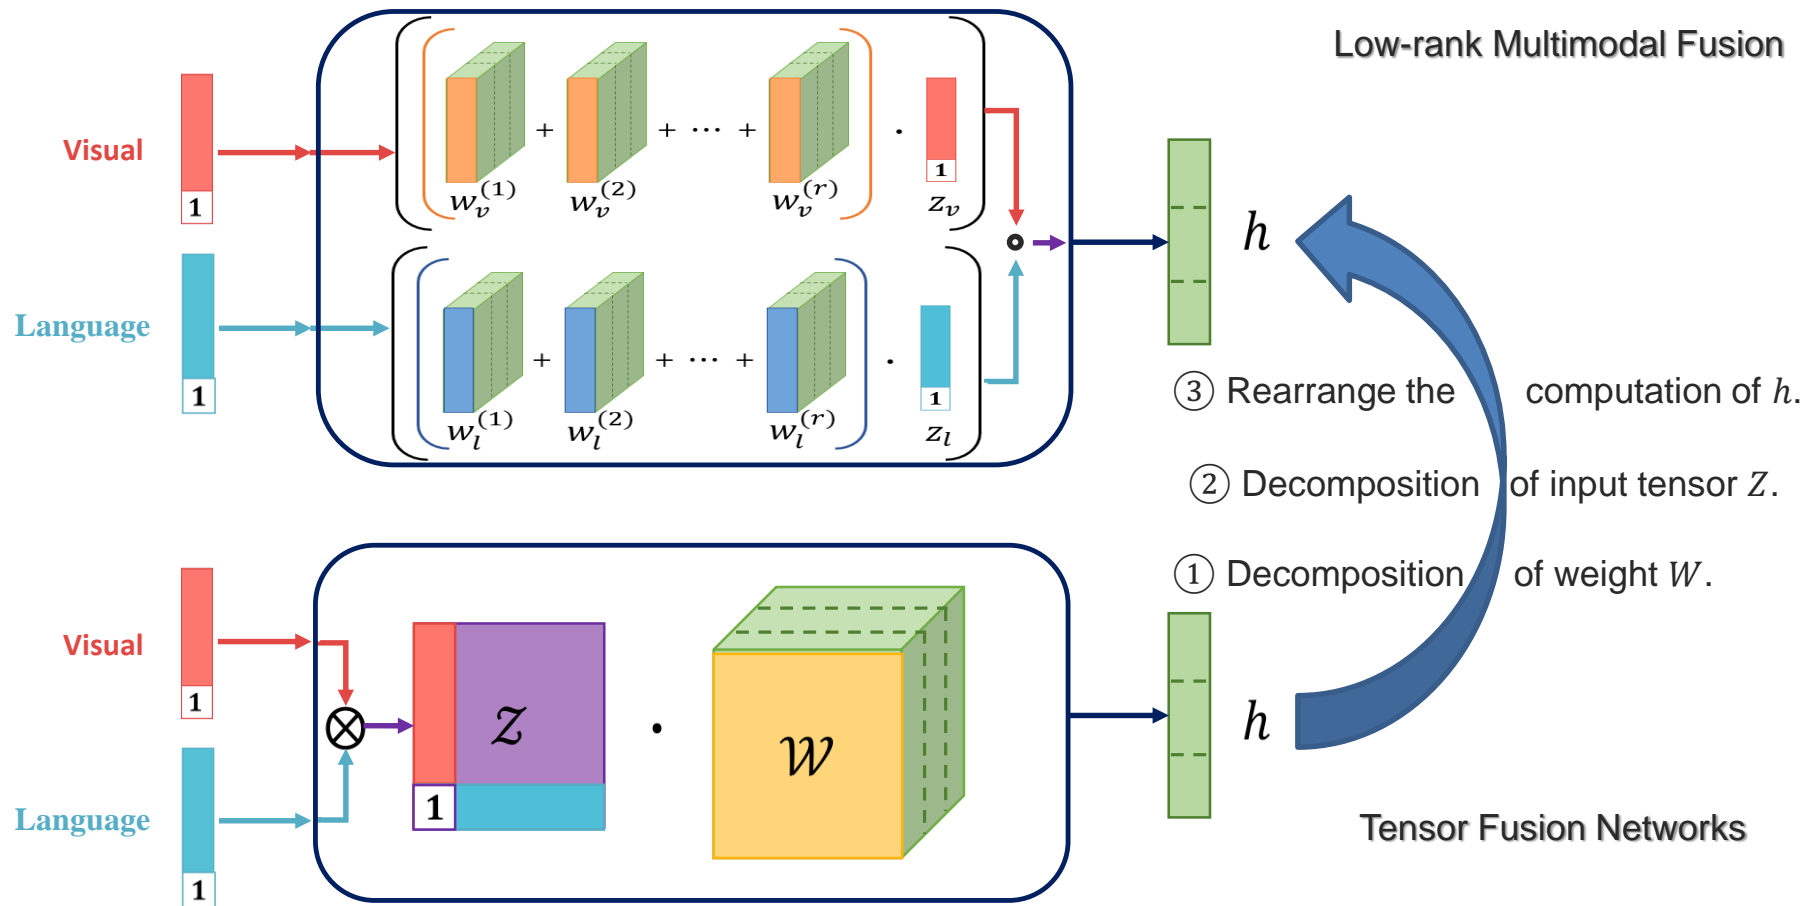 Low-rank Multimodal Fusion
Visual
1
w_v^{(1)} + w_v^{(2)} + ⋯ + w_v^{(r)} · 1 z_v
Language
1
w_l^{(1)} + w_l^{(2)} + ⋯ + w_l^{(r)} · 1 z_l
h
③ Rearrange the computation of h.
② Decomposition of input tensor Z.
① Decomposition of weight W.
Visual
1
Language
1
⊗ Z · W
1
h
Tensor Fusion Networks